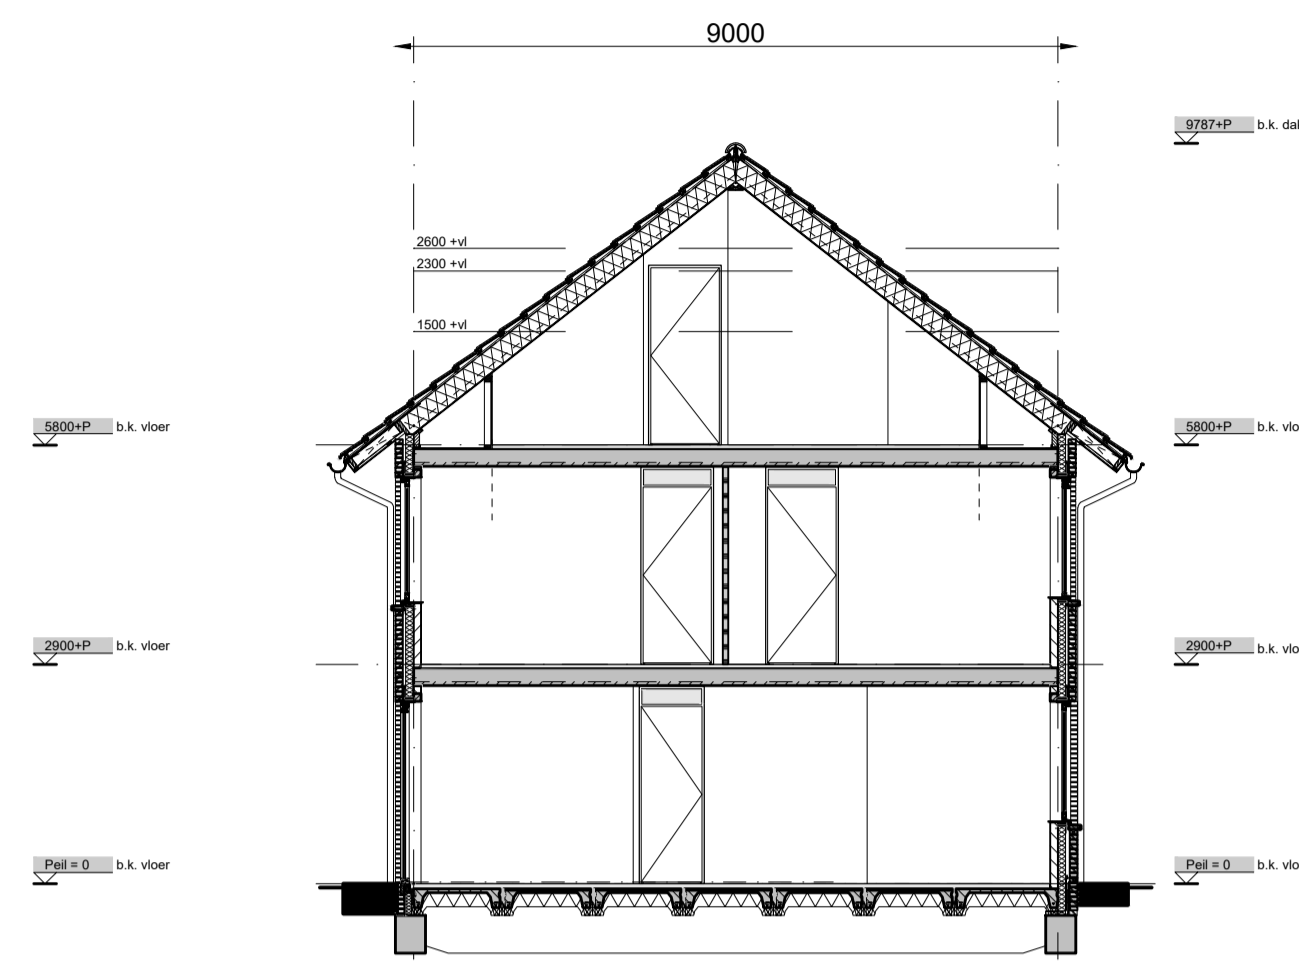 9000
9787+P b.k. dal
2600 +vl
2300 +vl
1500 +vl
5800+P b.k. vloer
5800+P b.k. vlo
2900+P b.k. vloer
2900+P b.k. vlo
Peil = 0 b.k. vloer
Peil = 0 b.k. vlo